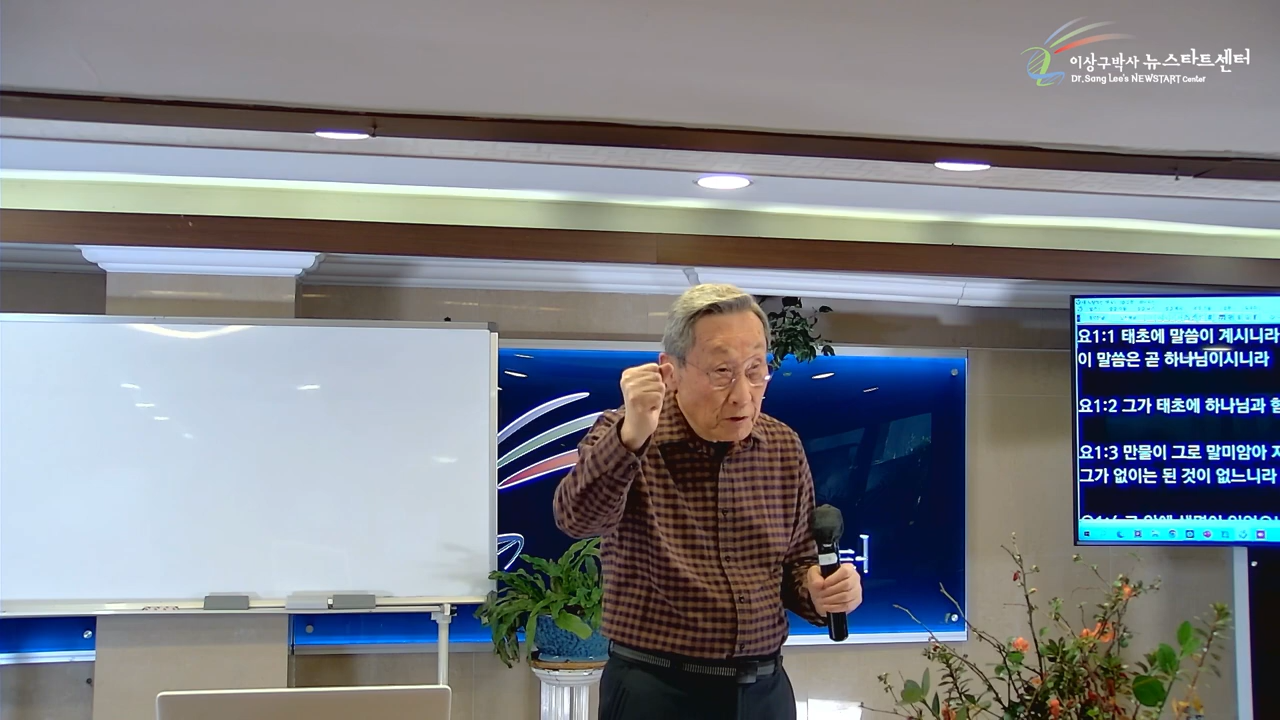 이상구박사 뉴스타트센터
Dr. Sang Lee's NEWSTART Center
요1:1 태초에 말씀이 계시니라
이 말씀은 곧 하나님이시니라
요1:2 그가 태초에 하나님과 함
요1:3 만물이 그로 말미암아 지
그가 없이는 된 것이 없느니라
터